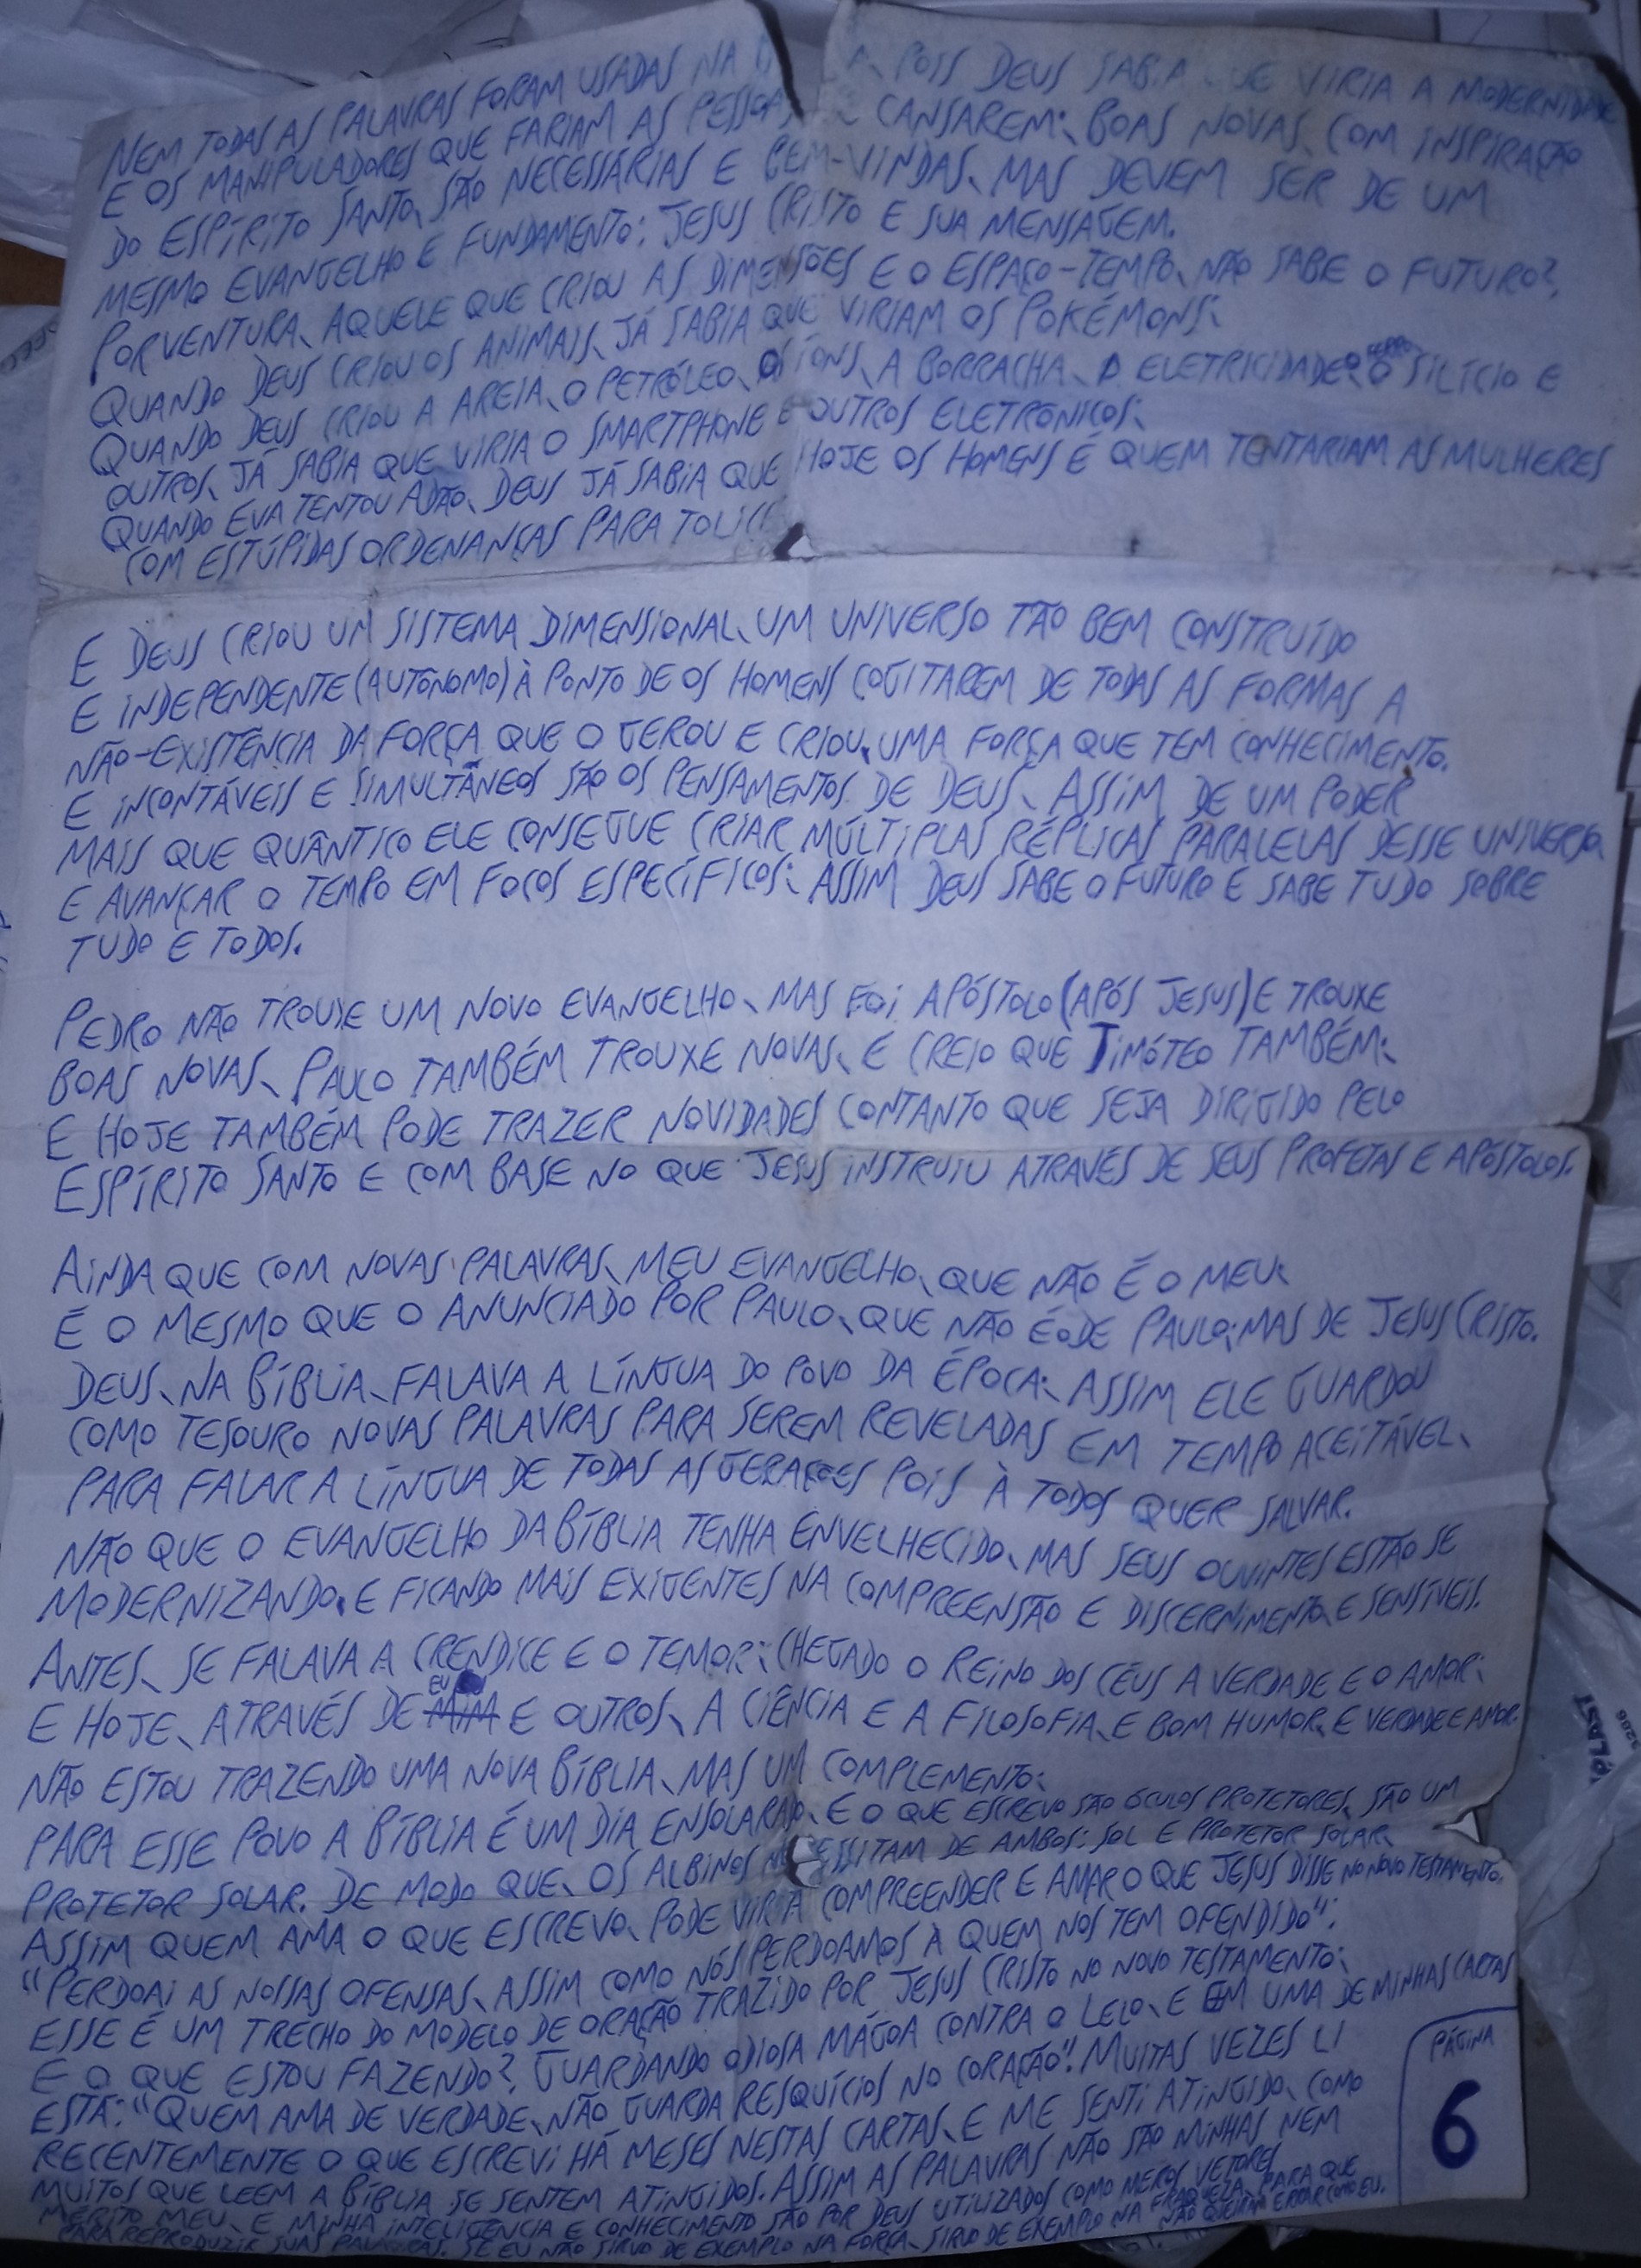 NEM TODAS AS PALAVRAS FORAM USADAS NA POIS DEUS SABIA VIRIA A MODERNIDADE
E OS MANIPULADORES QUE FARIAM AS PESSOAS CANSAREM; BOAS NOVAS, COM INSPIRAÇÃO
DO ESPÍRITO SANTO, SÃO NECESSÁRIAS E BEM-VINDAS, MAS DEVEM SER DE UM
MESMO EVANGELHO E FUNDAMENTO: JESUS CRISTO E SUA MENSAGEM.
PORVENTURA, AQUELE QUE CRIOU AS DIMENSÕES E O ESPAÇO-TEMPO, NÃO SABE O FUTURO?,
QUANDO DEUS CRIOU OS ANIMAIS, JÁ SABIA QUE VIRIAM OS POKÉMONS;
QUANDO DEUS CRIOU A AREIA, O PETRÓLEO, OS ÍONS, A BORRACHA, A ELETRICIDADE, O FERRO O SILÍCIO E
OUTROS, JÁ SABIA QUE VIRIA O SMARTPHONE E OUTROS ELETRÔNICOS;
QUANDO EVA TENTOU ADÃO, DEUS JÁ SABIA QUE HOJE OS HOMENS É QUEM TENTARIAM AS MULHERES
COM ESTÚPIDAS ORDENANÇAS PARA
E DEUS CRIOU UM SISTEMA DIMENSIONAL, UM UNIVERSO TÃO BEM CONSTRUÍDO
E INDEPENDENTE (AUTÔNOMO) À PONTO DE OS HOMENS COGITAREM DE TODAS AS FORMAS A
NÃO-EXISTÊNCIA DA FORÇA QUE O GEROU E CRIOU, UMA FORÇA QUE TEM CONHECIMENTO.
E INCONTÁVEIS E SIMULTÂNEOS SÃO OS PENSAMENTOS DE DEUS, ASSIM DE UM PODER
MAIS QUE QUÂNTICO ELE CONSEGUE CRIAR MÚLTIPLAS RÉPLICAS PARALELAS DESSE UNIVERSO
E AVANÇAR O TEMPO EM FOCOS ESPECÍFICOS; ASSIM DEUS SABE O FUTURO E SABE TUDO SOBRE
TUDO E TODOS.
PEDRO NÃO TROUXE UM NOVO EVANGELHO, MAS FOI APÓSTOLO (APÓS JESUS) E TROUXE
BOAS NOVAS, PAULO TAMBÉM TROUXE NOVAS, E CREIO QUE TIMÓTEO TAMBÉM;
E HOJE TAMBÉM PODE TRAZER NOVIDADES CONTANTO QUE SEJA DIRIGIDO PELO
ESPÍRITO SANTO E COM BASE NO QUE JESUS INSTRUIU ATRAVÉS DE SEUS PROFETAS E APÓSTOLOS.
AINDA QUE COM NOVAS PALAVRAS, MEU EVANGELHO, QUE NÃO É O MEU;
É O MESMO QUE O ANUNCIADO POR PAULO, QUE NÃO É O DE PAULO; MAS DE JESUS CRISTO.
DEUS, NA BÍBLIA, FALAVA A LÍNGUA DO POVO DA ÉPOCA; ASSIM ELE GUARDOU
COMO TESOURO NOVAS PALAVRAS PARA SEREM REVELADAS EM TEMPO ACEITÁVEL,
PARA FALAR A LÍNGUA DE TODAS AS GERAÇÕES POIS À TODOS QUER SALVAR.
NÃO QUE O EVANGELHO DA BÍBLIA TENHA ENVELHECIDO, MAS SEUS OUVINTES ESTÃO SE
MODERNIZANDO, E FICANDO MAIS EXIGENTES NA COMPREENSÃO E DISCERNIMENTO, E SENSÍVEIS.
ANTES, SE FALAVA A CRENDICE E O TEMOR; CHEGADO O REINO DOS CÉUS A VERDADE E O AMOR;
E HOJE, ATRAVÉS DE EU MIM E OUTROS, A CIÊNCIA E A FILOSOFIA, E BOM HUMOR, E VERDADE E AMOR.
NÃO ESTOU TRAZENDO UMA NOVA BÍBLIA, MAS UM COMPLEMENTO;
PARA ESSE POVO A BÍBLIA É UM DIA ENSOLARADO, E O QUE ESCREVO SÃO ÓCULOS PROTETORES, SÃO UM
PROTETOR SOLAR. DE MODO QUE, OS ALBINOS NECESSITAM DE AMBOS: SOL E PROTETOR SOLAR,
ASSIM QUEM AMA O QUE ESCREVO, PODE VIR A COMPREENDER E AMAR O QUE JESUS DISSE NO NOVO TESTAMENTO.
"PERDOAI AS NOSSAS OFENSAS, ASSIM COMO NÓS PERDOAMOS À QUEM NOS TEM OFENDIDO";
ESSE É UM TRECHO DO MODELO DE ORAÇÃO TRAZIDO POR JESUS CRISTO NO NOVO TESTAMENTO;
E O QUE ESTOU FAZENDO?, GUARDANDO ODIOSA MÁGOA CONTRA O LELO, E EM UMA DE MINHAS CARTAS
ESTÁ: "QUEM AMA DE VERDADE, NÃO GUARDA RESQUÍCIOS NO CORAÇÃO". MUITAS VEZES LI
RECENTEMENTE O QUE ESCREVI HÁ MESES NESTAS CARTAS, E ME SENTI ATINGIDO, COMO
MUITOS QUE LEEM A BÍBLIA SE SENTEM ATINGIDOS. ASSIM AS PALAVRAS NÃO SÃO MINHAS NEM
MÉRITO MEU, E MINHA INTELIGÊNCIA E CONHECIMENTO SÃO POR DEUS UTILIZADOS COMO MEROS VETORES
PARA REPRODUZIR SUAS PALAVRAS. SE EU NÃO SIRVO DE EXEMPLO NA FORÇA, SIRVO DE EXEMPLO NA FRAQUEZA, PARA QUE
NÃO QUEIRAM ERRAR COMO EU.
PÁGINA
6